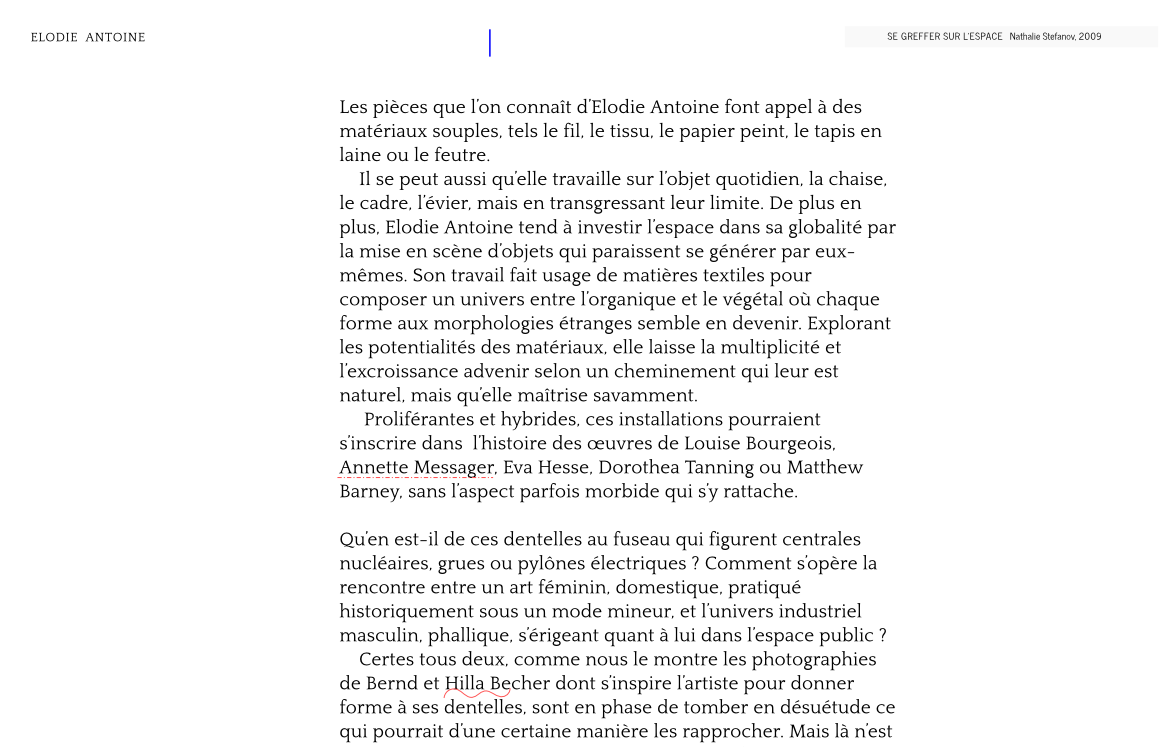 ELODIE ANTOINE
SE GREFFER SUR L'ESPACE Nathalie Stefanov, 2009
Les pièces que l'on connaît d'Elodie Antoine font appel à des
matériaux souples, tels le fil, le tissu, le papier peint, le tapis en
laine ou le feutre.
Il se peut aussi qu'elle travaille sur l'objet quotidien, la chaise,
le cadre, l'évier, mais en transgressant leur limite. De plus en
plus, Elodie Antoine tend à investir l'espace dans sa globalité par
la mise en scène d'objets qui paraissent se générer par eux-
mêmes. Son travail fait usage de matières textiles pour
composer un univers entre l'organique et le végétal où chaque
forme aux morphologies étranges semble en devenir. Explorant
les potentialités des matériaux, elle laisse la multiplicité et
l'excroissance advenir selon un cheminement qui leur est
naturel, mais qu'elle maîtrise savamment.
Proliférantes et hybrides, ces installations pourraient
s'inscrire dans l'histoire des œuvres de Louise Bourgeois,
Annette Messager, Eva Hesse, Dorothea Tanning ou Matthew
Barney, sans l'aspect parfois morbide qui s'y rattache.
Qu'en est-il de ces dentelles au fuseau qui figurent centrales
nucléaires, grues ou pylônes électriques ? Comment s'opère la
rencontre entre un art féminin, domestique, pratiqué
historiquement sous un mode mineur, et l'univers industriel
masculin, phallique, s'érigeant quant à lui dans l'espace public ?
Certes tous deux, comme nous le montre les photographies
de Bernd et Hilla Becher dont s'inspire l'artiste pour donner
forme à ses dentelles, sont en phase de tomber en désuétude ce
qui pourrait d'une certaine manière les rapprocher. Mais là n'est